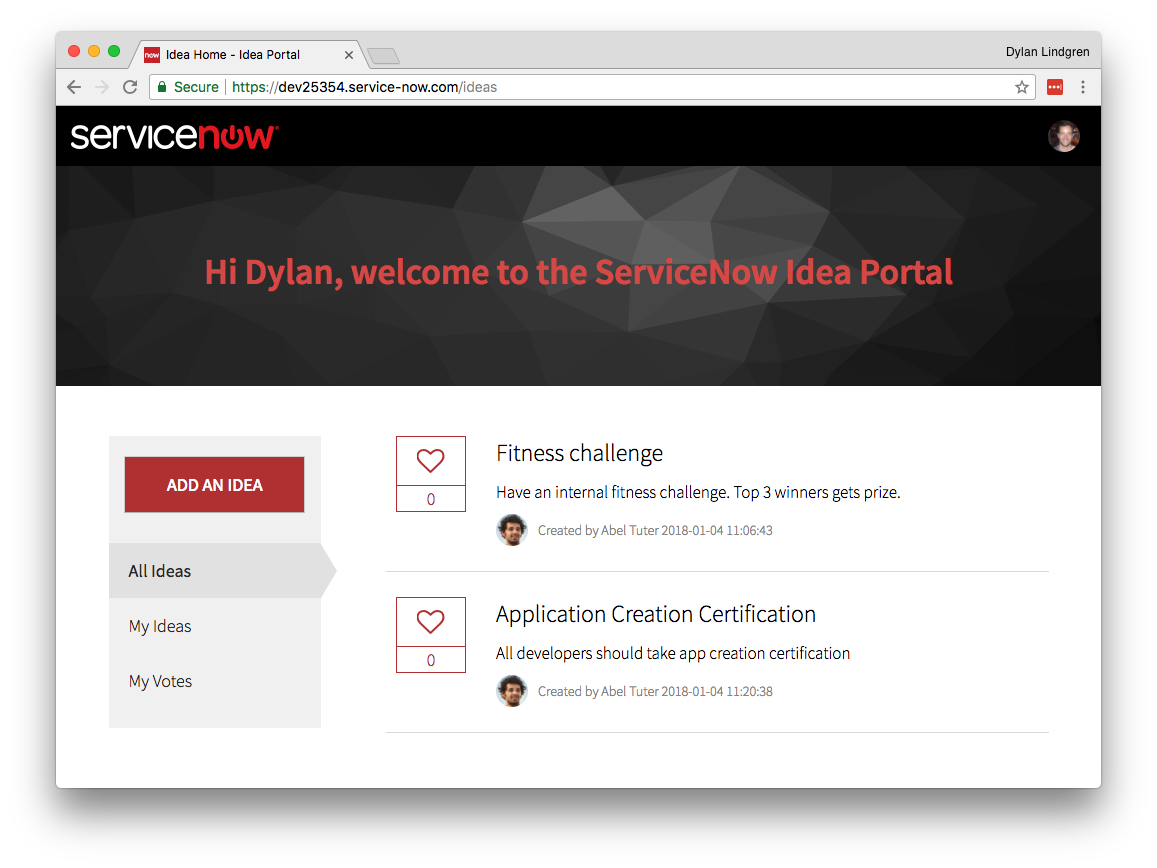 now Idea Home - Idea Portal
Dylan Lindgren
Secure https://dev25354.service-now.com/ideas
servicenow
Hi Dylan, welcome to the ServiceNow Idea Portal
ADD AN IDEA
All Ideas
My Ideas
My Votes
Fitness challenge
0
Have an internal fitness challenge. Top 3 winners gets prize.
Created by Abel Tuter 2018-01-04 11:06:43
Application Creation Certification
0
All developers should take app creation certification
Created by Abel Tuter 2018-01-04 11:20:38